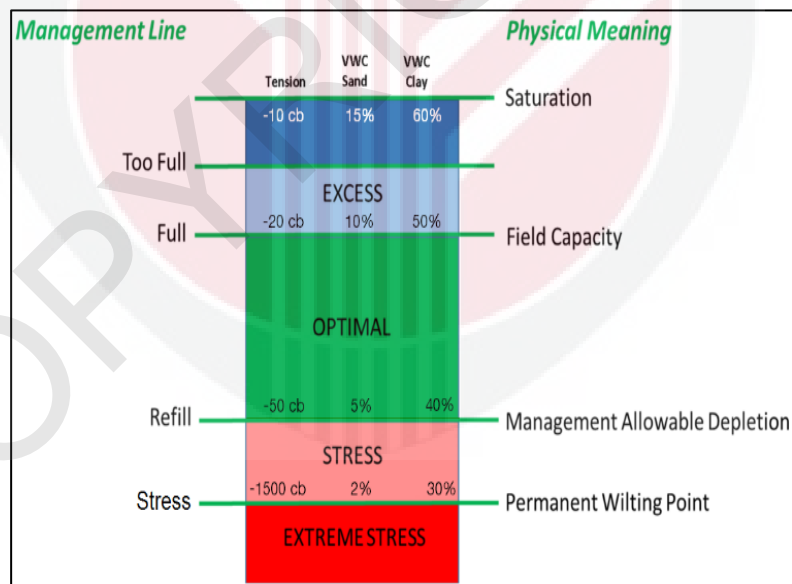 Management Line Physical Meaning
Tension VWC Sand VWC Clay
Saturation
-10 cb 15% 60%
Too Full
EXCESS
-20 cb 10% 50%
Full Field Capacity
OPTIMAL
-50 cb 5% 40%
Refill Management Allowable Depletion
STRESS
-1500 cb 2% 30%
Stress Permanent Wilting Point
EXTREME STRESS